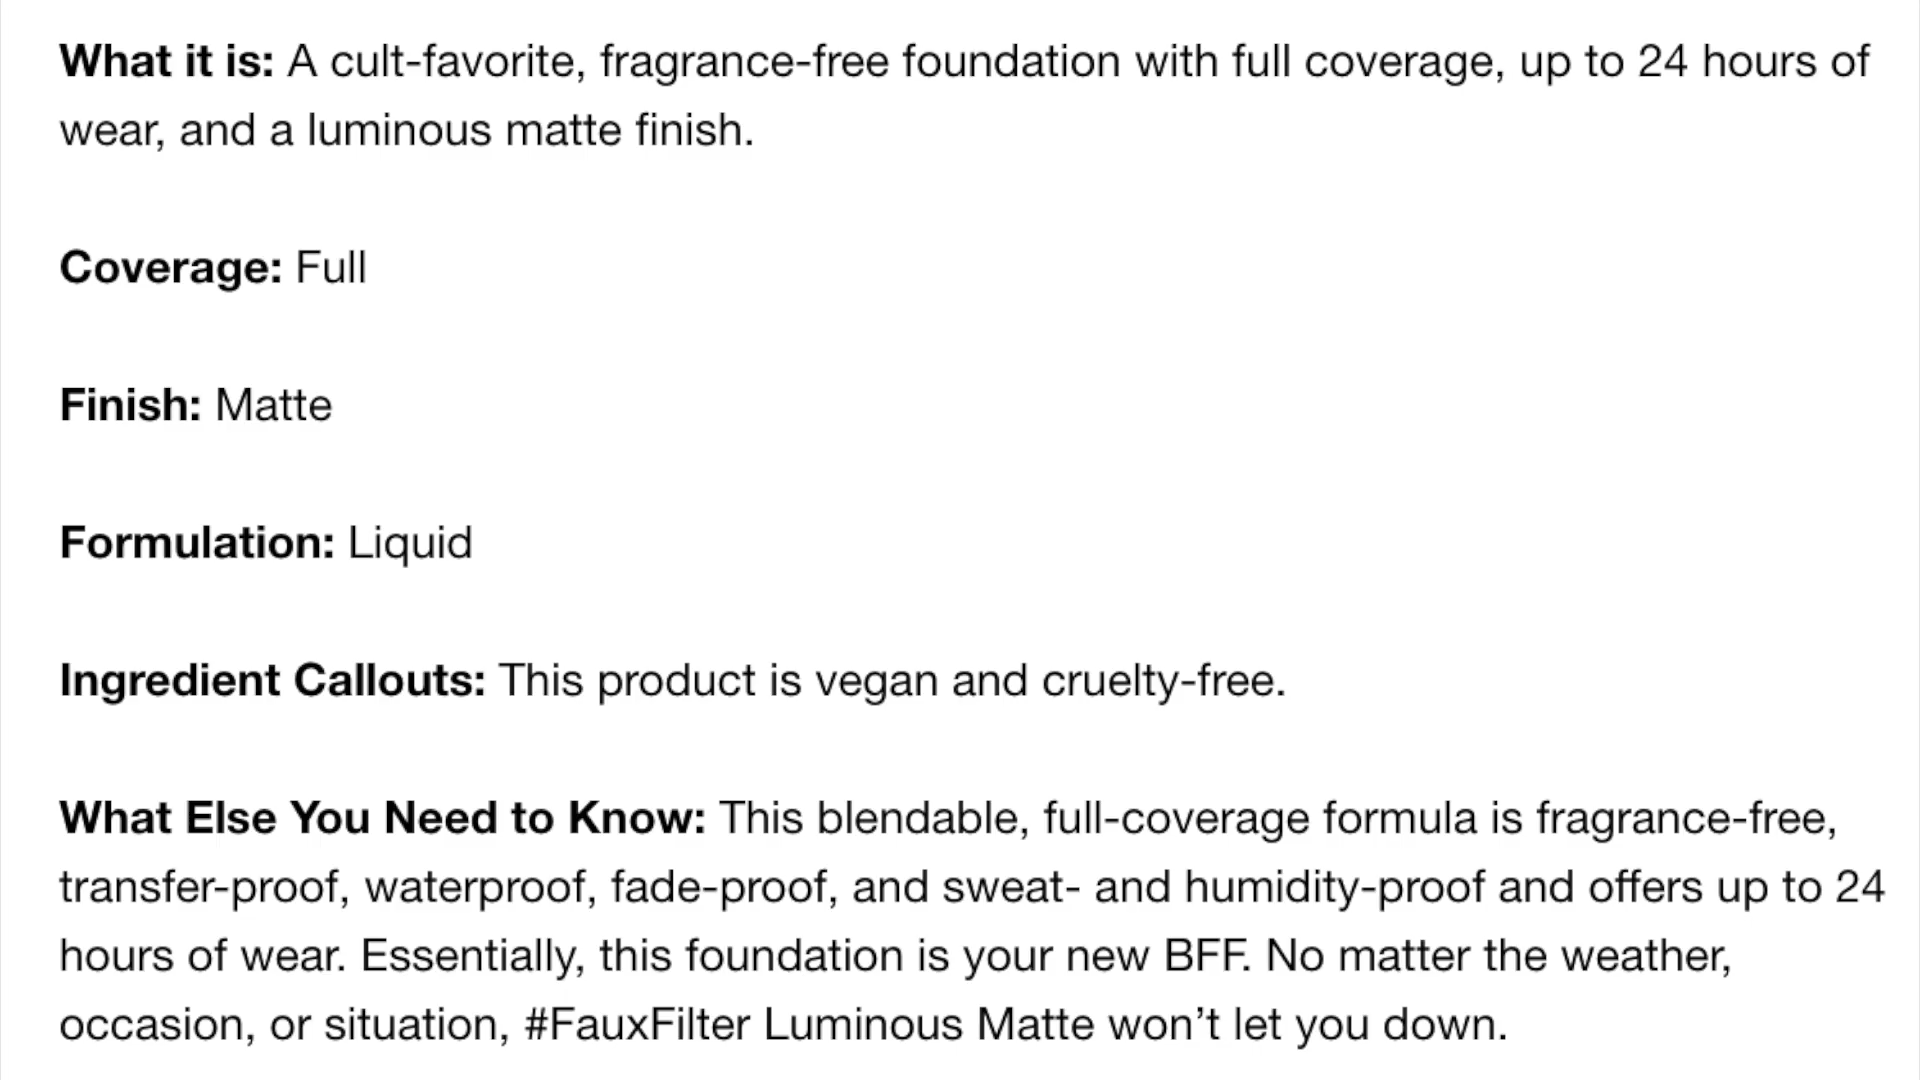 What it is: A cult-favorite, fragrance-free foundation with full coverage, up to 24 hours of
wear, and a luminous matte finish.
Coverage: Full
Finish: Matte
Formulation: Liquid
Ingredient Callouts: This product is vegan and cruelty-free.
What Else You Need to Know: This blendable, full-coverage formula is fragrance-free,
transfer-proof, waterproof, fade-proof, and sweat- and humidity-proof and offers up to 24
hours of wear. Essentially, this foundation is your new BFF. No matter the weather,
occasion, or situation, #FauxFilter Luminous Matte won’t let you down.